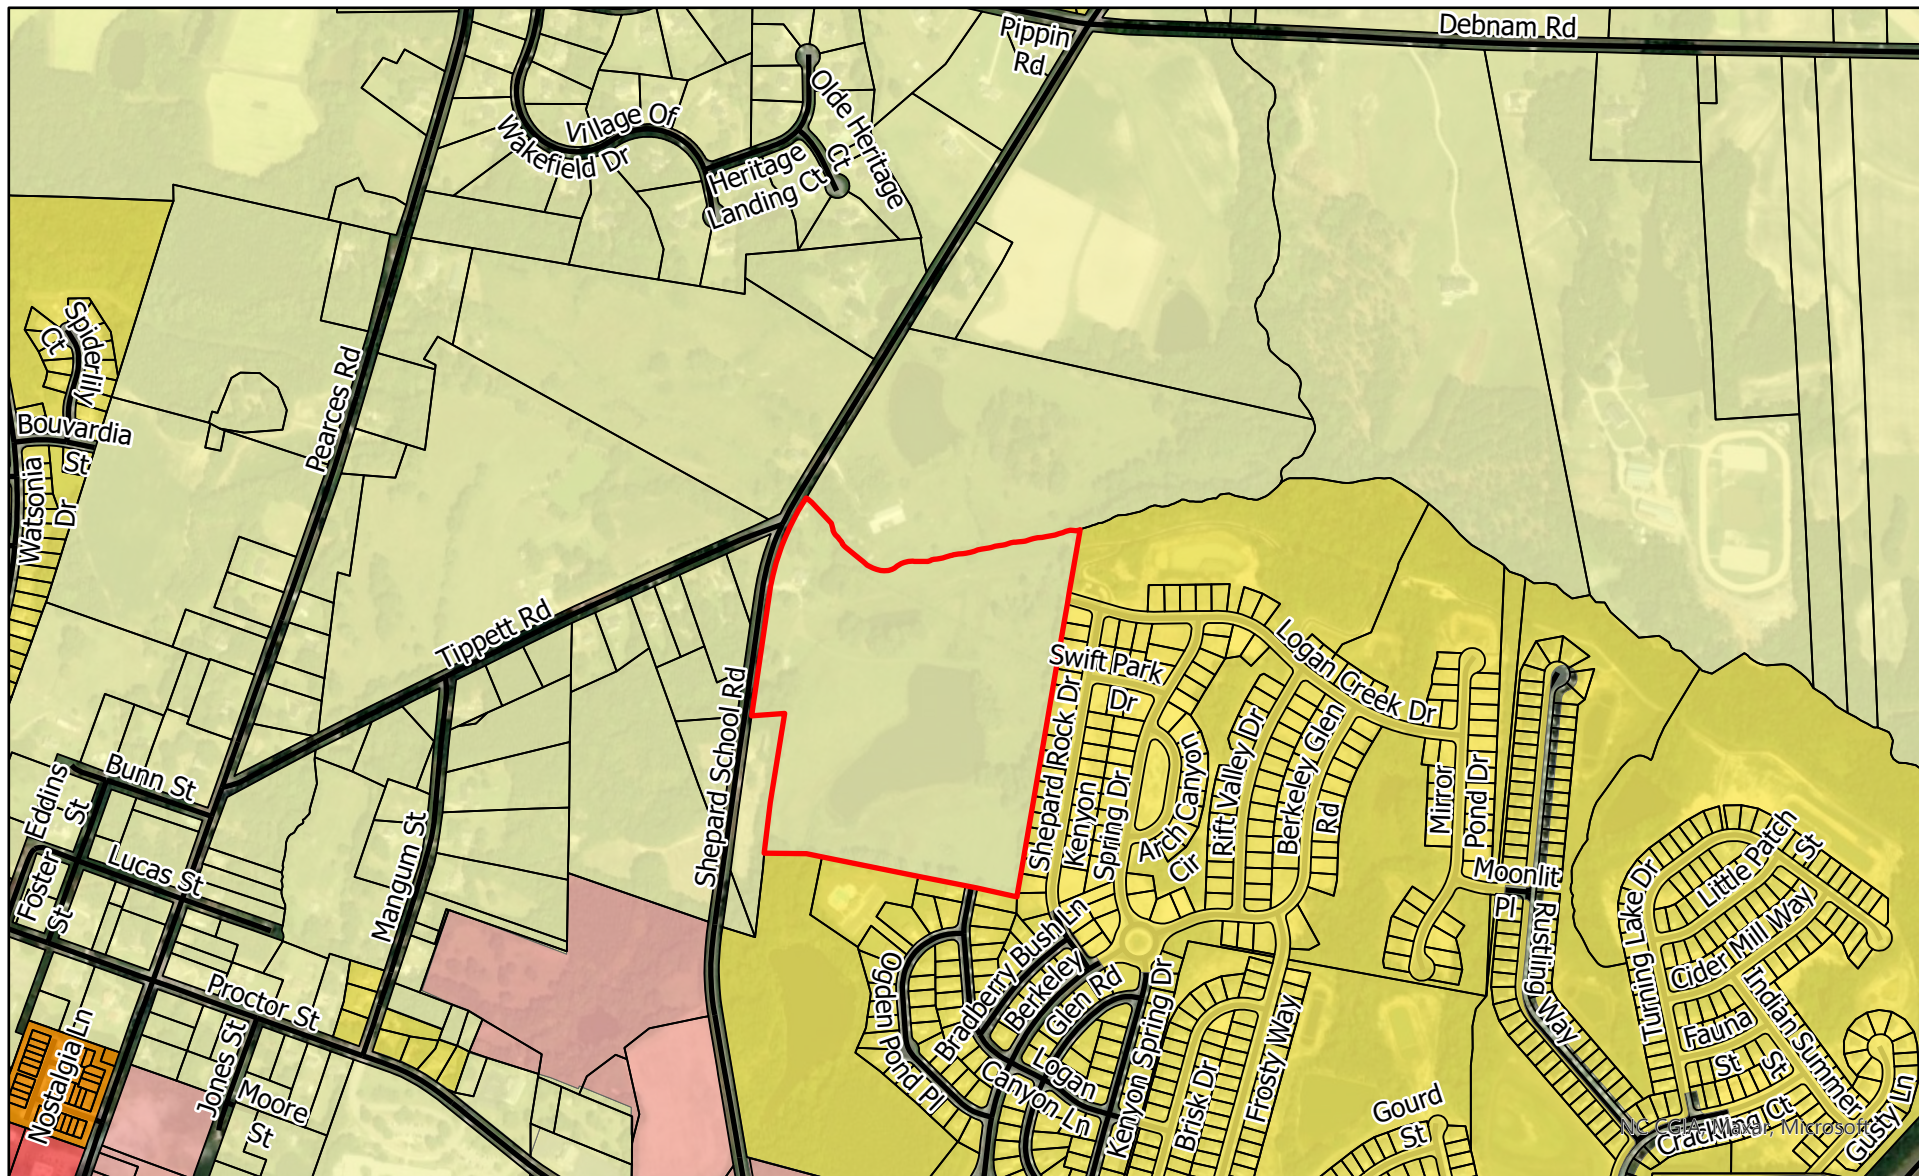 Debnam Rd
Pippin
Rd
Olde Heritage
Ct
Village Of
Wakefield Dr
Heritage
Landing Ct
Spiderlily
Ct
Pearces Rd
Bouvardia
St
Watsonia
Dr
Tippett Rd
Logan Creek Dr
Swift Park
Dr
Shepard School Rd
Shepard Rock Dr
Kenyon
Spring Dr
Arch Canyon
Cir
Rift Valley Dr
Berkeley Glen
Rd
Mirror
Pond Dr
Bunn St
Eddins
St
Foster
St
Lucas St
Mangum St
Moonlit
Pl
Rustling Way
Turning Lake Dr
Little Patch
St
Cider Mill Way
Indian Summer
St
Fauna
St
Proctor St
Ogden Pond Pl
Bradberry Bush Ln
Berkeley
Glen Rd
Logan
Canyon Ln
Kenyon Spring Dr
Brisk Dr
Frosty Way
Nostalgia Ln
Jones St
Moore
St
Gourd
St
Crackling Ct
Gusty Ln
NC CGIA, Maxar, Microsoft